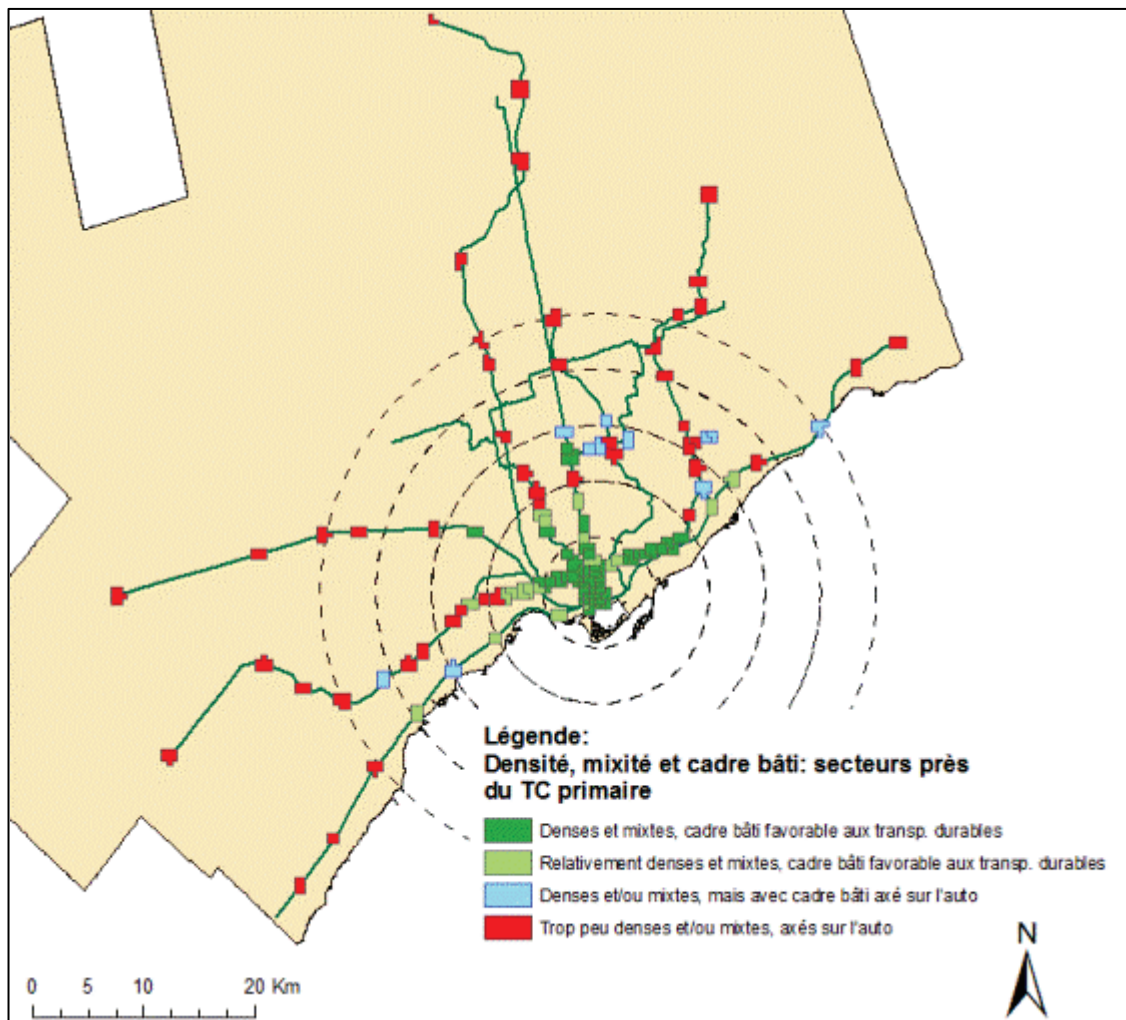 Légende:
Densité, mixité et cadre bâti: secteurs près
du TC primaire
Denses et mixtes, cadre bâti favorable aux transp. durables
Relativement denses et mixtes, cadre bâti favorable aux transp. durables
Denses et/ou mixtes, mais avec cadre bâti axé sur l'auto
Trop peu denses et/ou mixtes, axés sur l'auto
N
0 5 10 20 Km